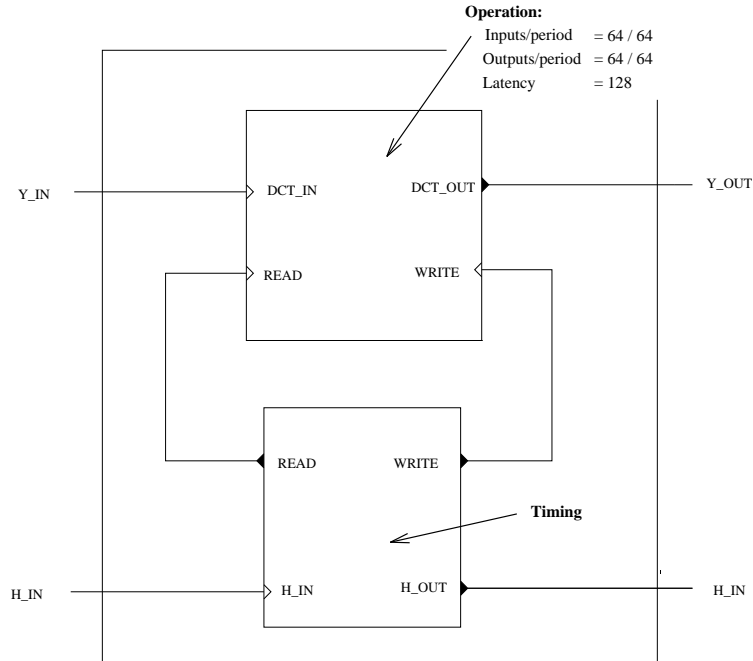 Operation:
Inputs/period = 64 / 64
Outputs/period = 64 / 64
Latency = 128
Y_IN
DCT_IN
DCT_OUT
Y_OUT
READ
WRITE
READ
WRITE
Timing
H_IN
H_IN
H_OUT
H_IN